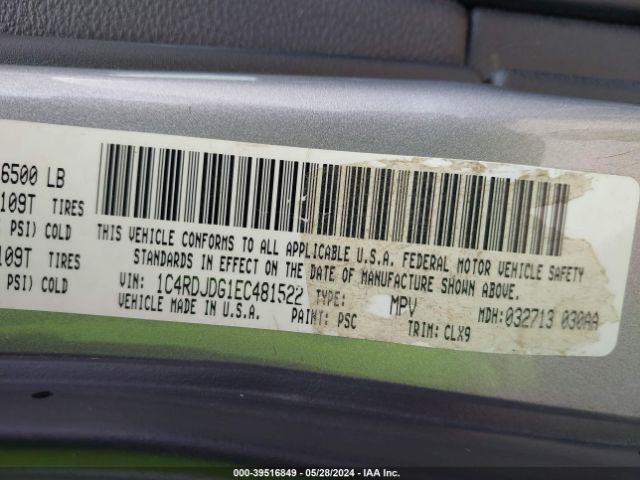 6500 LB
109T TIRES
PSI) COLD
109T TIRES
PSI) COLD
THIS VEHICLE CONFORMS TO ALL APPLICABLE U.S.A. FEDERAL MOTOR VEHICLE SAFETY
STANDARDS IN EFFECT ON THE DATE OF MANUFACTURE SHOWN ABOVE.
VIN: 1C4RDJDG1EC481522 TYPE: MPV MDH: 032713 030AA
VEHICLE MADE IN U.S.A. PAINT: PSC TRIM: CLX9
000-39516849 - 05/28/2024 - IAA Inc.